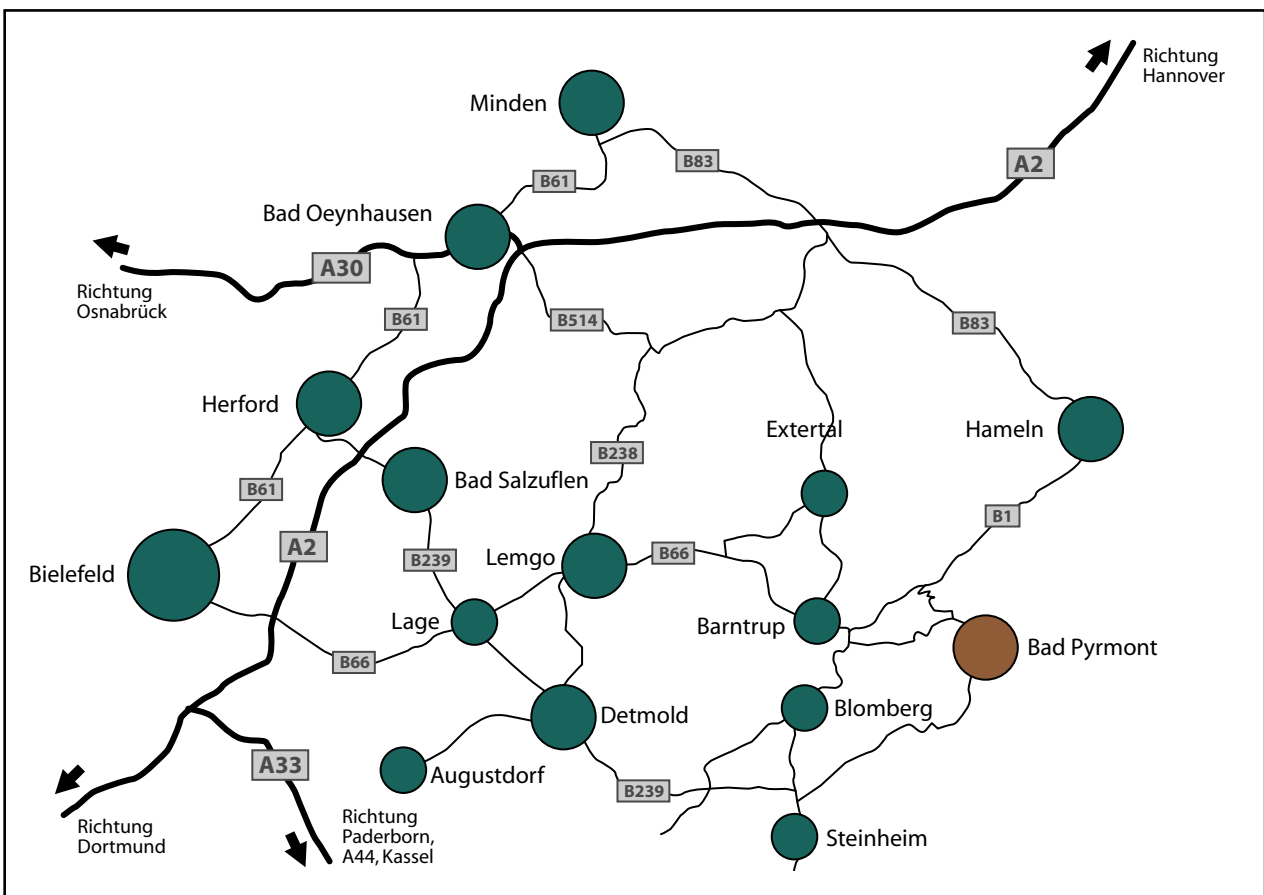 Richtung
Hannover
Minden
B83
A2
B61
Bad Oeynhausen
A30
Richtung
Osnabrück
B61
B514
B83
Herford
Extertal
Hameln
B238
Bad Salzuflen
B61
B1
A2
B239
Lemgo
B66
Bielefeld
Lage
Barntrup
Bad Pyrmont
B66
Detmold
Blomberg
A33
Augustdorf
B239
Richtung
Dortmund
Richtung
Paderborn,
A44, Kassel
Steinheim